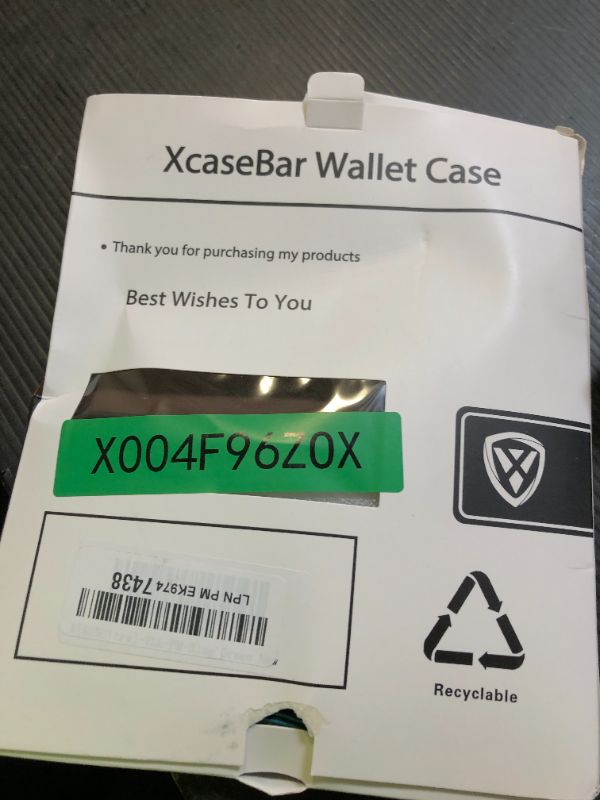 XcaseBar Wallet Case
• Thank you for purchasing my products
Best Wishes To You
X004F96Z0X
LPN PM EK974 7438
Recyclable